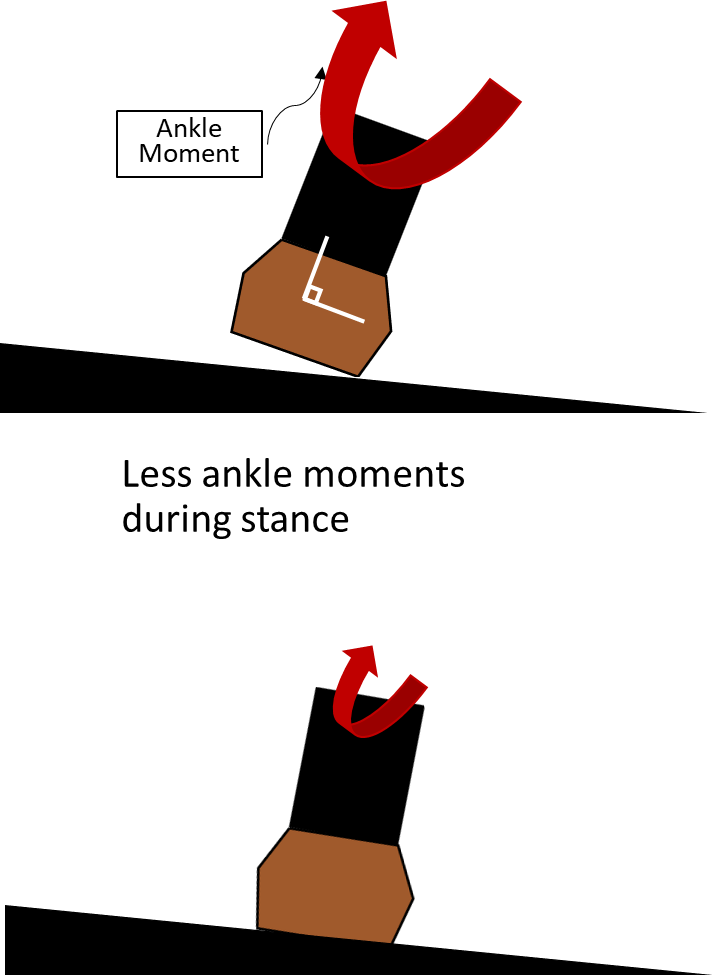 Ankle
Moment
Less ankle moments
during stance